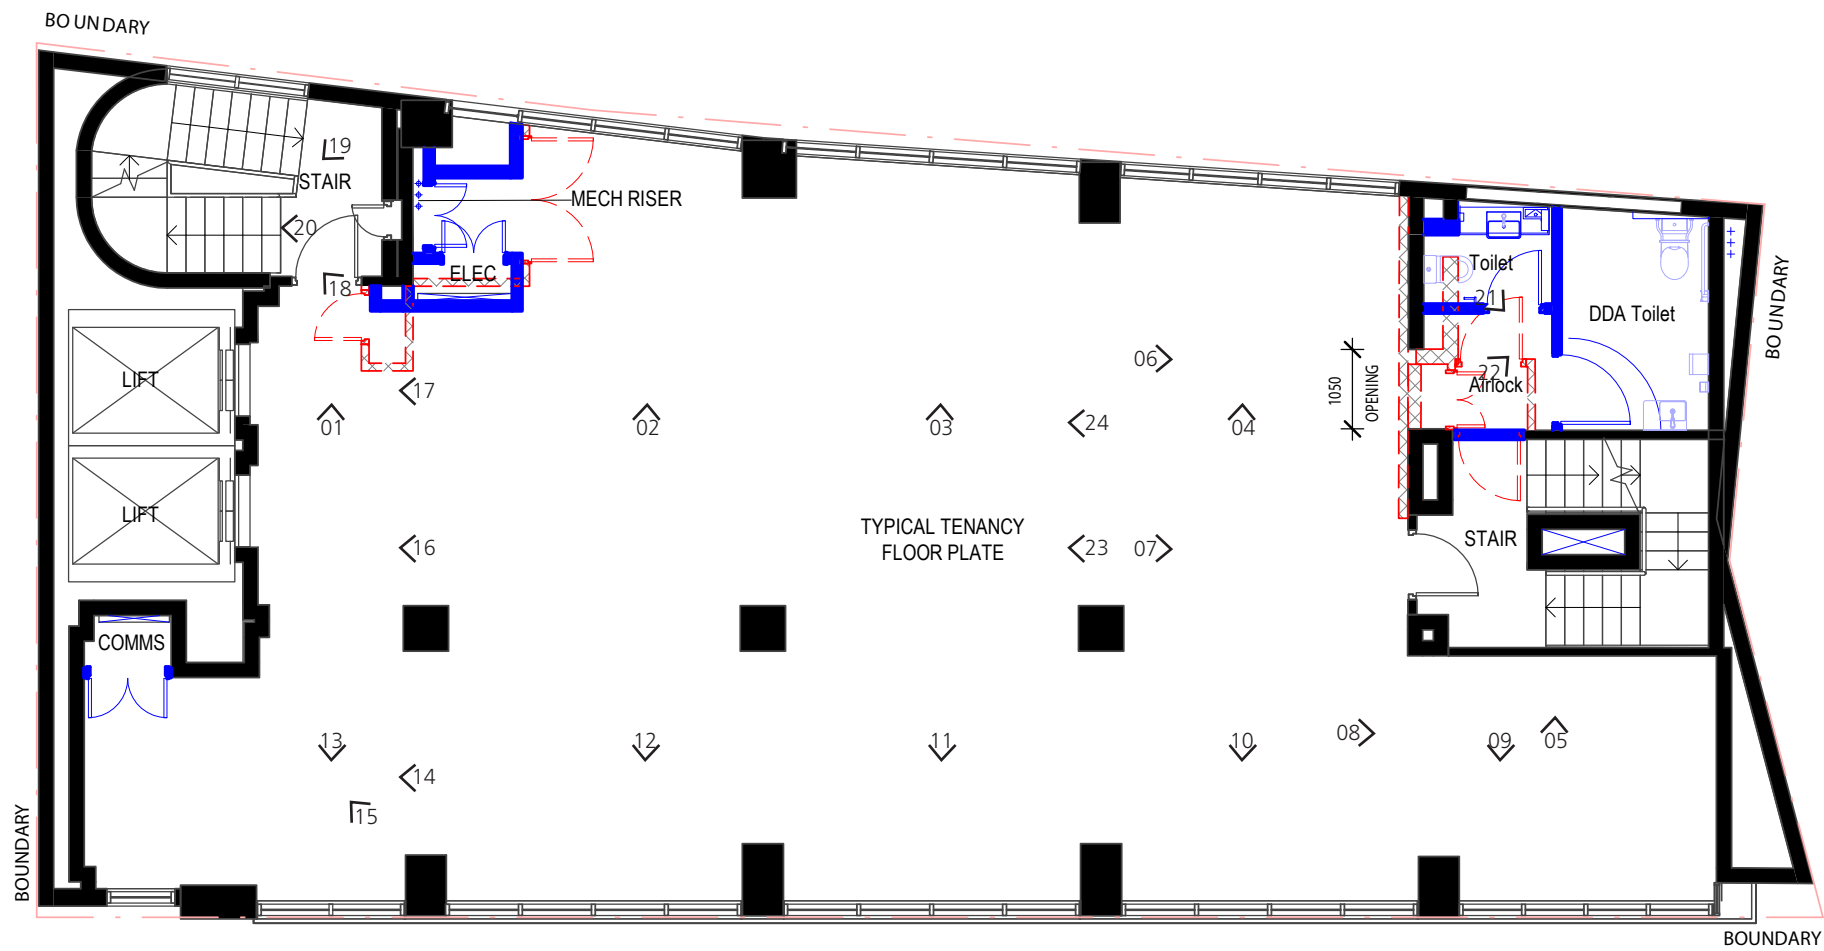 BOUNDARY
19
STAIR
MECH RISER
20
ELEC
18
Toilet
21
DDA Toilet
BOUNDARY
06
LIFT
17
1050
OPENING
22
Airlock
01
02
03
24
04
LIFT
16
TYPICAL TENANCY
FLOOR PLATE
23
07
STAIR
COMMS
13
12
11
10
08
09
05
14
15
BOUNDARY
BOUNDARY